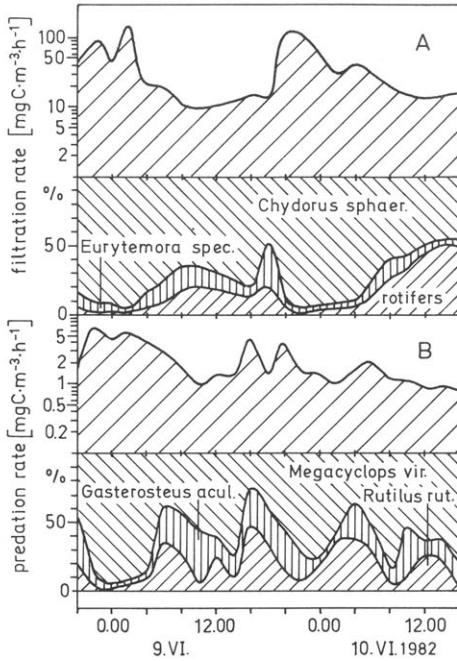 filtration rate [mgC·m⁻³·h⁻¹]
100
50
10
5
2
A
%
50
0
Chydorus sphaer.
Eurytemora spec.
rotifers
predation rate [mgC·m⁻³·h⁻¹]
5
2
1
0.5
0.2
B
%
50
0
Megacyclops vir.
Gasterosteus acul.
Rutilus rut.
0.00 12.00 0.00 12.00
9.VI. 10.VI.1982